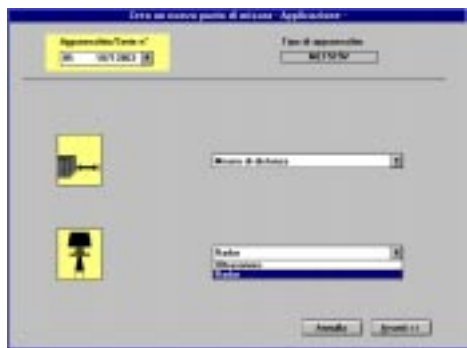 Crea un nuovo punto di misura - Applicazione -
Apparecchio/Serie n°
Tipo di apparecchio
Misura di distanza
Radar
Ultrasuono
Radar
Annulla
Avanti >>